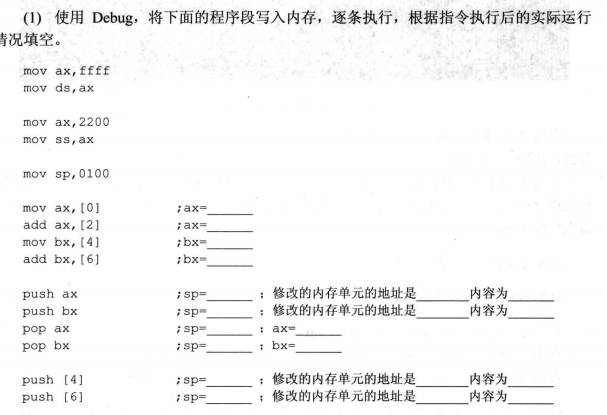 (1) 使用 Debug，将下面的程序段写入内存，逐条执行，根据指令执行后的实际运行
情况填空。
mov ax,ffff
mov ds,ax
mov ax,2200
mov ss,ax
mov sp,0100
mov ax,[0] ;ax=______
add ax,[2] ;ax=______
mov bx,[4] ;bx=______
add bx,[6] ;bx=______
push ax ;sp=______ ; 修改的内存单元的地址是______内容为______
push bx ;sp=______ ; 修改的内存单元的地址是______内容为______
pop ax ;sp=______ ; ax=______
pop bx ;sp=______ ; bx=______
push [4] ;sp=______ ; 修改的内存单元的地址是______内容为______
push [6] ;sp=______ ; 修改的内存单元的地址是______内容为______